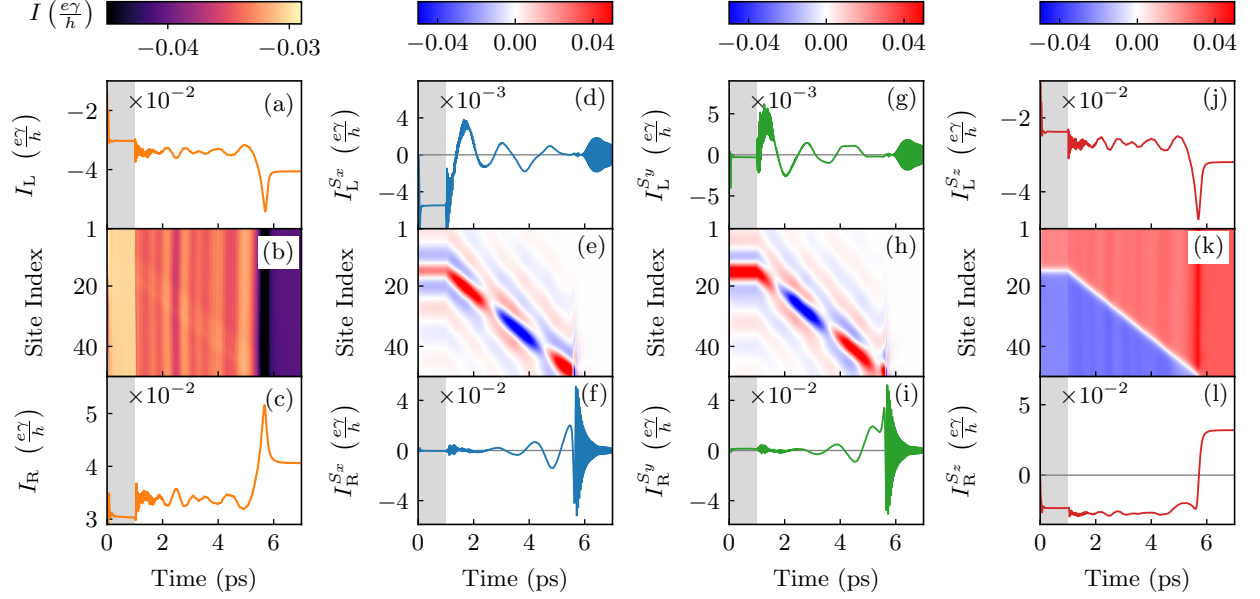 I (eγ/h)
−0.04 −0.03
−0.04 0.00 0.04
−0.04 0.00 0.04
−0.04 0.00 0.04
I_L (eγ/h)
−2
−4
×10⁻²
(a)
I_L^{S_x} (eγ/h)
4
0
−4
×10⁻³
(d)
I_L^{S_y} (eγ/h)
5
0
−5
×10⁻³
(g)
I_L^{S_z} (eγ/h)
−2
−4
×10⁻²
(j)
Site Index
1
20
40
(b)
Site Index
1
20
40
(e)
Site Index
1
20
40
(h)
Site Index
1
20
40
(k)
I_R (eγ/h)
5
4
3
×10⁻²
(c)
I_R^{S_x} (eγ/h)
4
0
−4
×10⁻²
(f)
I_R^{S_y} (eγ/h)
4
0
−4
×10⁻²
(i)
I_R^{S_z} (eγ/h)
5
0
×10⁻²
(l)
0 2 4 6
0 2 4 6
0 2 4 6
0 2 4 6
Time (ps)
Time (ps)
Time (ps)
Time (ps)